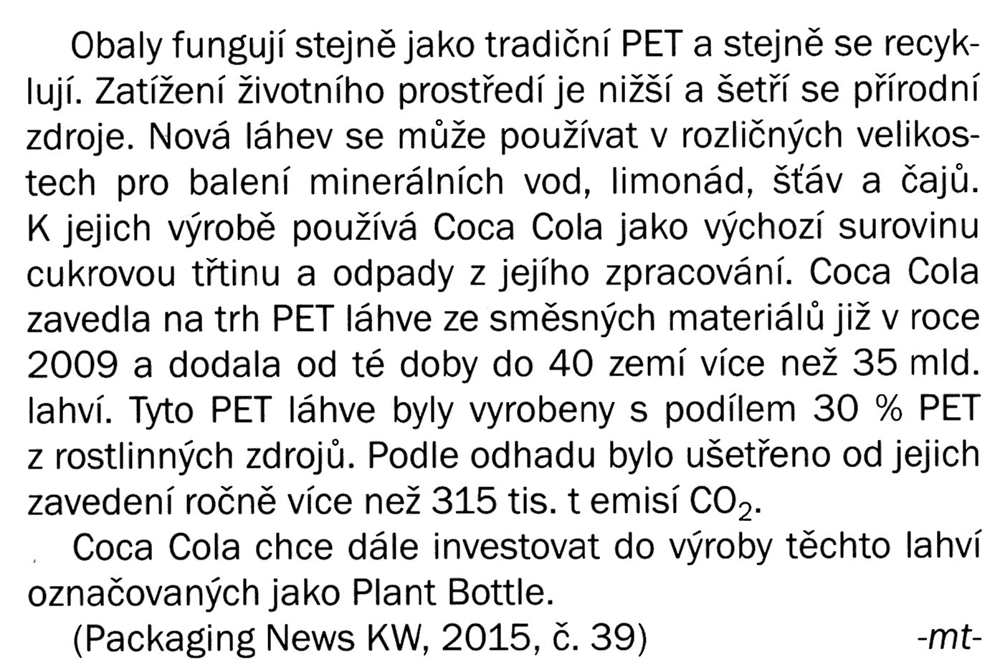 Obaly fungují stejně jako tradiční PET a stejně se recyk-
lují. Zatížení životního prostředí je nižší a šetří se přírodní
zdroje. Nová láhev se může používat v rozličných velikos-
tech pro balení minerálních vod, limonád, šťáv a čajů.
K jejich výrobě používá Coca Cola jako výchozí surovinu
cukrovou třtinu a odpady z jejího zpracování. Coca Cola
zavedla na trh PET láhve ze směsných materiálů již v roce
2009 a dodala od té doby do 40 zemí více než 35 mld.
lahví. Tyto PET láhve byly vyrobeny s podílem 30 % PET
z rostlinných zdrojů. Podle odhadu bylo ušetřeno od jejich
zavedení ročně více než 315 tis. t emisí CO₂.
Coca Cola chce dále investovat do výroby těchto lahví
označovaných jako Plant Bottle.
(Packaging News KW, 2015, č. 39) -mt-